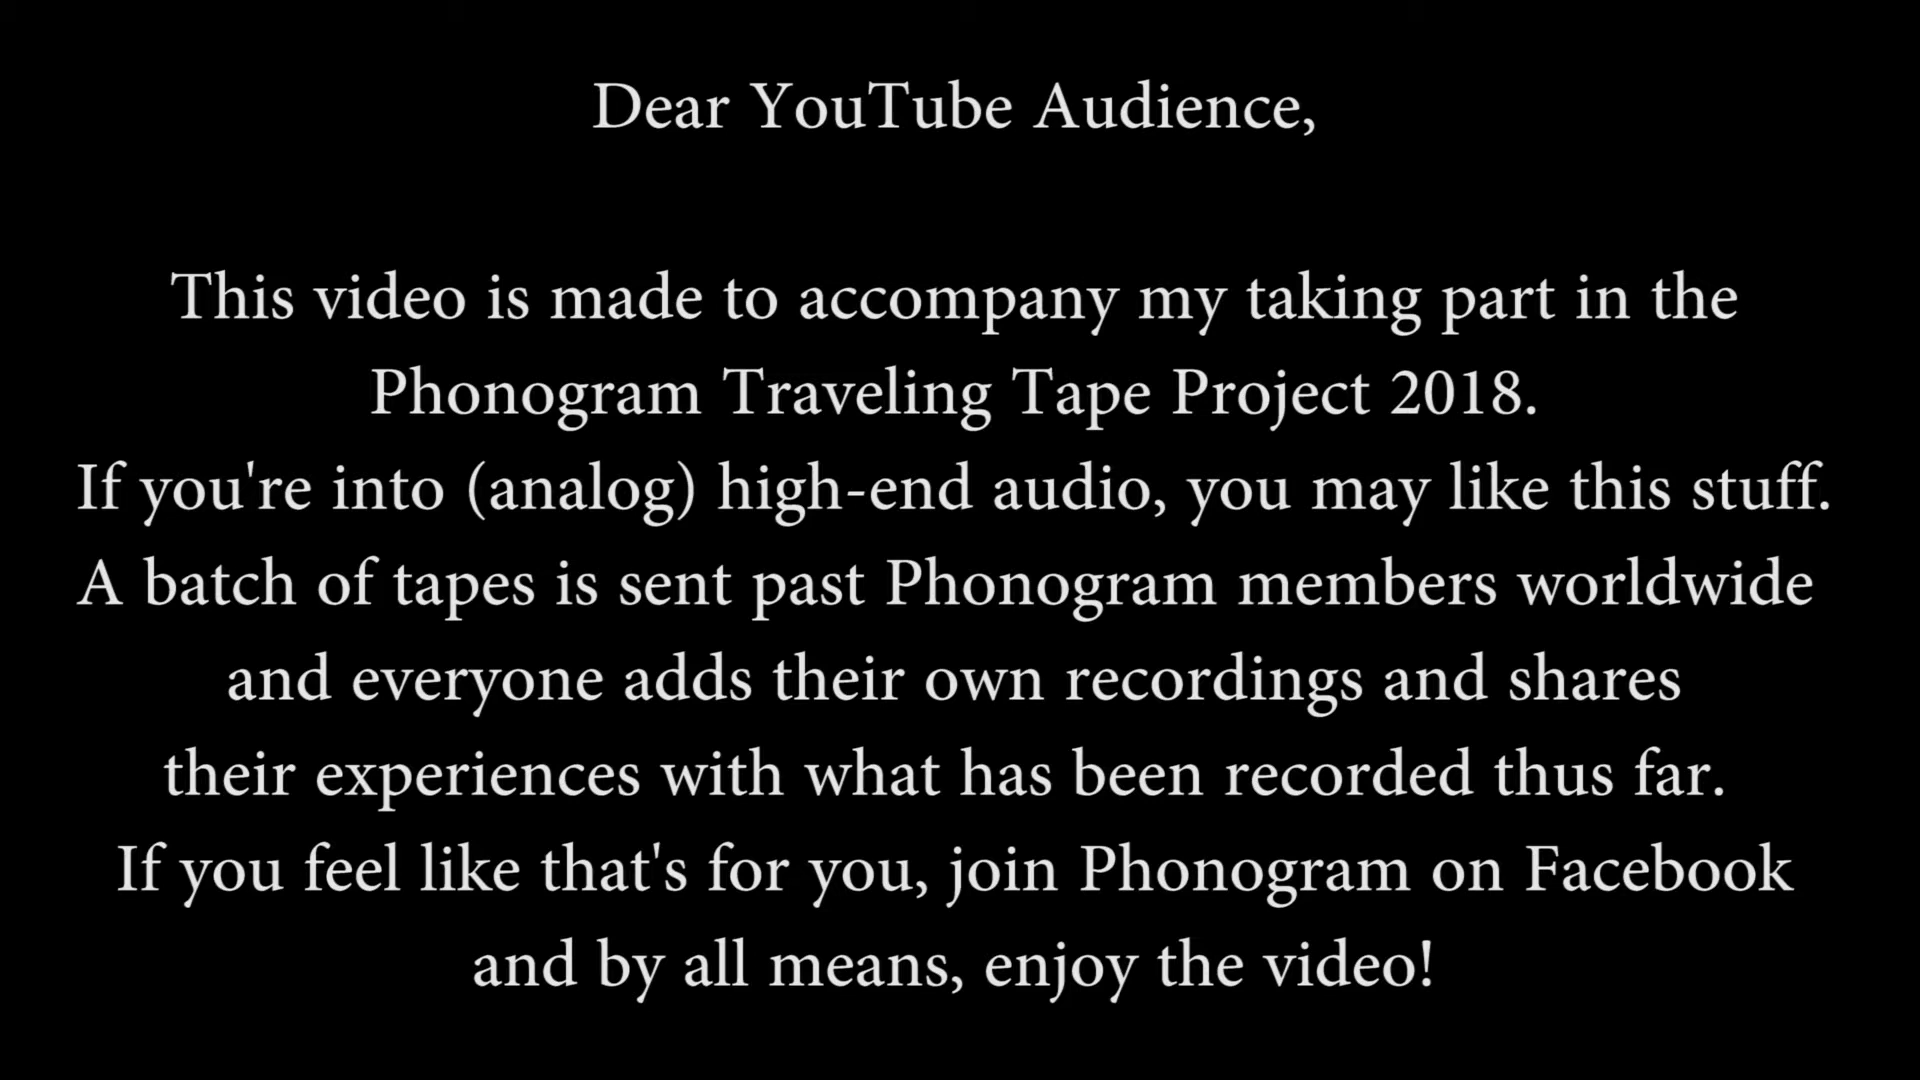 Dear YouTube Audience,
This video is made to accompany my taking part in the
Phonogram Traveling Tape Project 2018.
If you're into (analog) high-end audio, you may like this stuff.
A batch of tapes is sent past Phonogram members worldwide
and everyone adds their own recordings and shares
their experiences with what has been recorded thus far.
If you feel like that's for you, join Phonogram on Facebook
and by all means, enjoy the video!